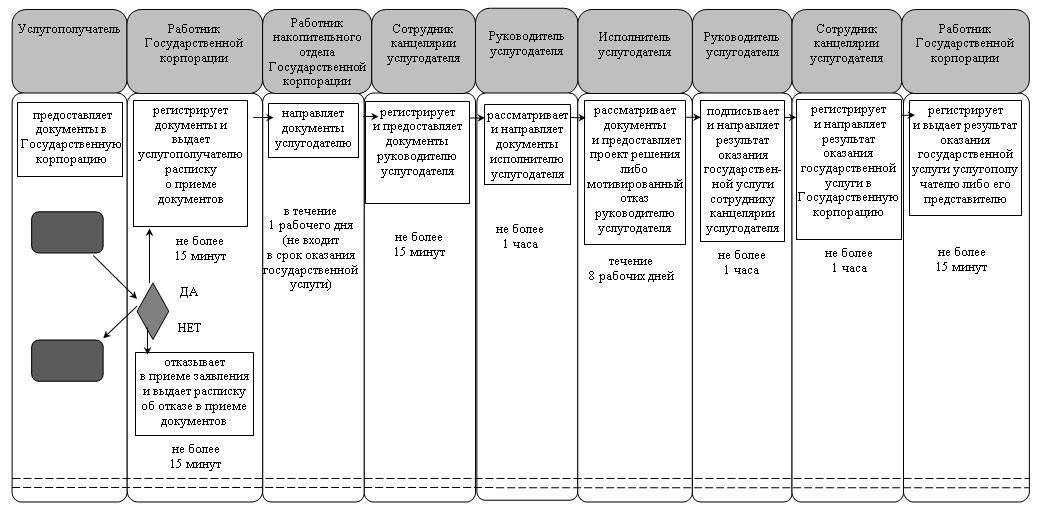 Услугополучатель
Работник
Государственной
корпорации
Работник
накопительного
отдела
Государственной
корпорации
Сотрудник
канцелярии
услугодателя
Руководитель
услугодателя
Исполнитель
услугодателя
Руководитель
услугодателя
Сотрудник
канцелярии
услугодателя
Работник
Государственной
корпорации
предоставляет
документы в
Государственную
корпорацию
регистрирует
документы и
выдает
услугополучателю
расписку
о приеме
документов
не более
15 минут
ДА
НЕТ
отказывает
в приеме заявления
и выдает расписку
об отказе в приеме
документов
не более
15 минут
направляет
документы
услугодателю
в течение
1 рабочего дня
(не входит
в срок оказания
государственной
услуги)
регистрирует
и предоставляет
документы
руководителю
услугодателя
не более
15 минут
рассматривает
и направляет
документы
исполнителю
услугодателя
не более
1 часа
рассматривает
документы
и предоставляет
проект решения
либо
мотивированный
отказ
руководителю
услугодателя
течение
8 рабочих дней
подписывает
и направляет
результат
оказания
государствен-
ной услуги
сотруднику
канцелярии
услугодателя
не более
1 часа
регистрирует
и направляет
результат
оказания
государственной
услуги в
Государственную
корпорацию
не более
1 часа
регистрирует
и выдает результат
оказания
государственной
услуги услугополу
чателю либо его
представителю
не более
15 минут